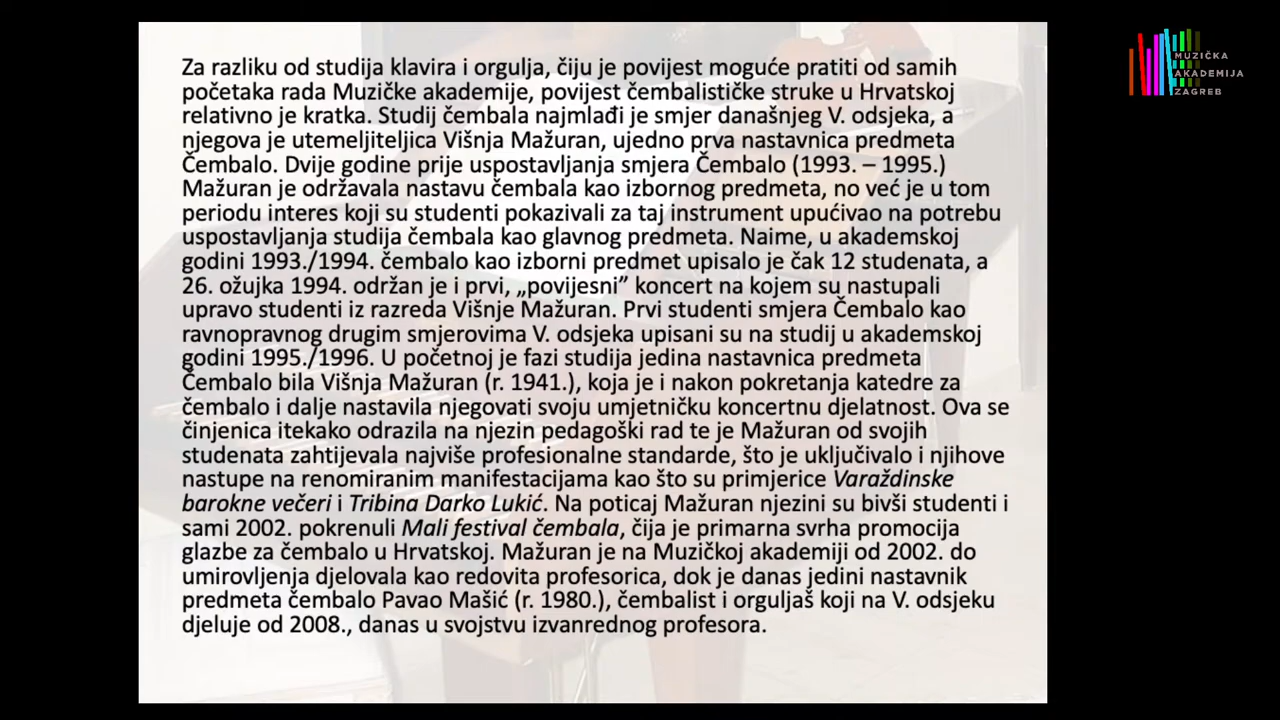 Za razliku od studija klavira i orgulja, čiju je povijest moguće pratiti od samih
početaka rada Muzičke akademije, povijest čembalističke struke u Hrvatskoj
relativno je kratka. Studij čembala najmlađi je smjer današnjeg V. odsjeka, a
njegova je utemeljiteljica Višnja Mažuran, ujedno prva nastavnica predmeta
Čembalo. Dvije godine prije uspostavljanja smjera Čembalo (1993. – 1995.)
Mažuran je održavala nastavu čembala kao izbornog predmeta, no već je u tom
periodu interes koji su studenti pokazivali za taj instrument upućivao na potrebu
uspostavljanja studija čembala kao glavnog predmeta. Naime, u akademskoj
godini 1993./1994. čembalo kao izborni predmet upisalo je čak 12 studenata, a
26. ožujka 1994. održan je i prvi, „povijesni” koncert na kojem su nastupali
upravo studenti iz razreda Višnje Mažuran. Prvi studenti smjera Čembalo kao
ravnopravnog drugim smjerovima V. odsjeka upisani su na studij u akademskoj
godini 1995./1996. U početnoj je fazi studija jedina nastavnica predmeta
Čembalo bila Višnja Mažuran (r. 1941.), koja je i nakon pokretanja katedre za
čembalo i dalje nastavila njegovati svoju umjetničku koncertnu djelatnost. Ova se
činjenica itekako odrazila na njezin pedagoški rad te je Mažuran od svojih
studenata zahtijevala najviše profesionalne standarde, što je uključivalo i njihove
nastupe na renomiranim manifestacijama kao što su primjerice Varaždinske
barokne večeri i Tribina Darko Lukić. Na poticaj Mažuran njezini su bivši studenti i
sami 2002. pokrenuli Mali festival čembala, čija je primarna svrha promocija
glazbe za čembalo u Hrvatskoj. Mažuran je na Muzičkoj akademiji od 2002. do
umirovljenja djelovala kao redovita profesorica, dok je danas jedini nastavnik
predmeta čembalo Pavao Mašić (r. 1980.), čembalist i orguljaš koji na V. odsjeku
djeluje od 2008., danas u svojstvu izvanrednog profesora.
MUZIČKA
AKADEMIJA
ZAGREB